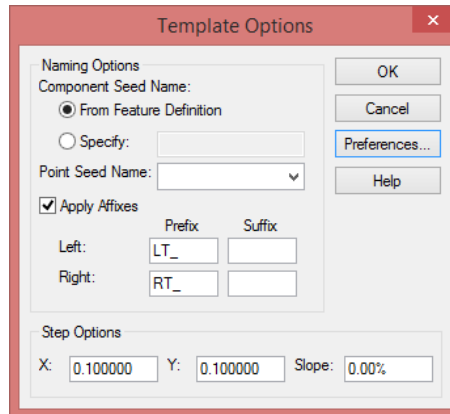 Template Options
×
Naming Options
Component Seed Name:
From Feature Definition
Specify:
Point Seed Name:
Apply Affixes
Prefix Suffix
Left: LT_
Right: RT_
OK
Cancel
Preferences...
Help
Step Options
X: 0.100000 Y: 0.100000 Slope: 0.00%